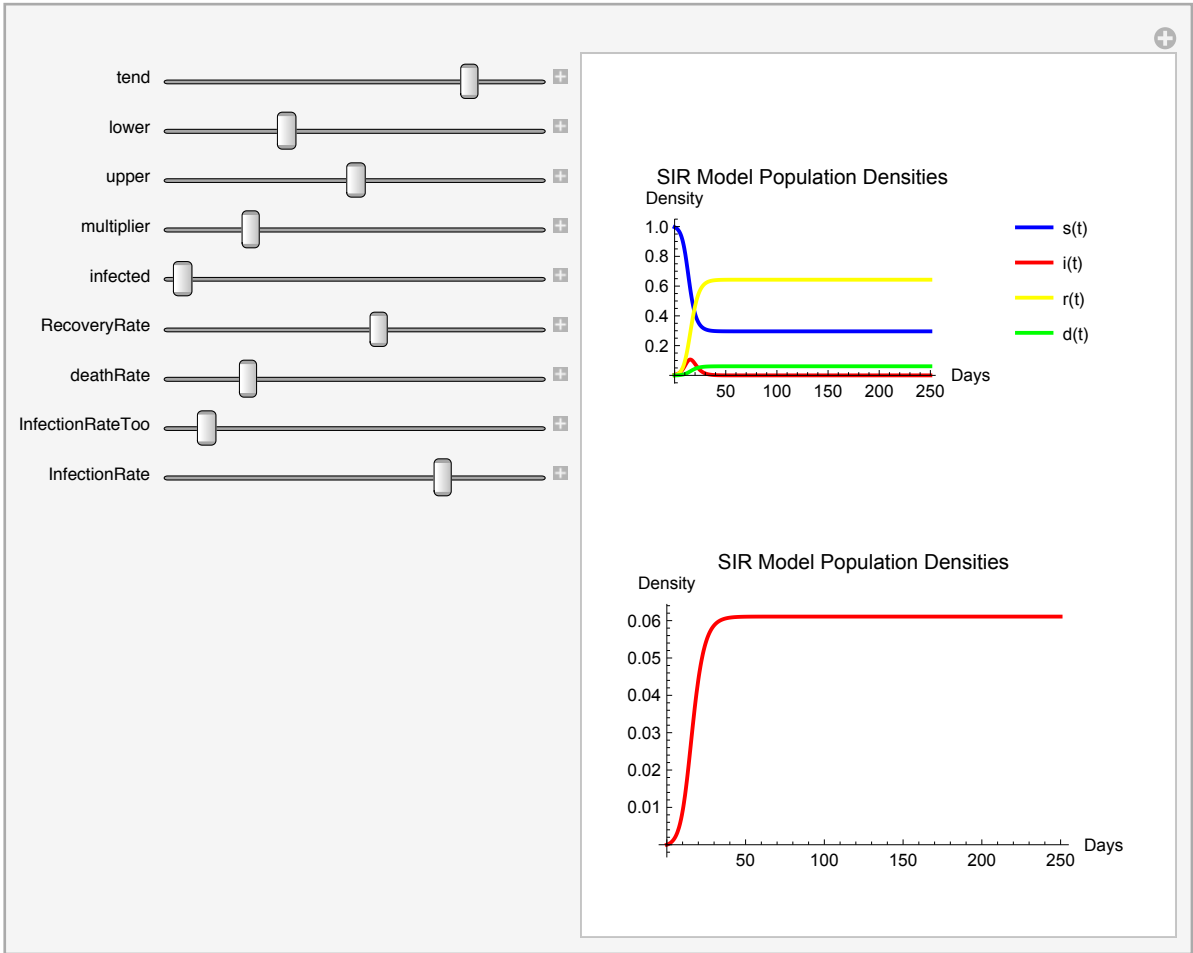 tend
lower
upper
multiplier
infected
RecoveryRate
deathRate
InfectionRateToo
InfectionRate
SIR Model Population Densities
Density
1.0
0.8
0.6
0.4
0.2
50 100 150 200 250
Days
s(t)
i(t)
r(t)
d(t)
SIR Model Population Densities
Density
0.06
0.05
0.04
0.03
0.02
0.01
50 100 150 200 250
Days